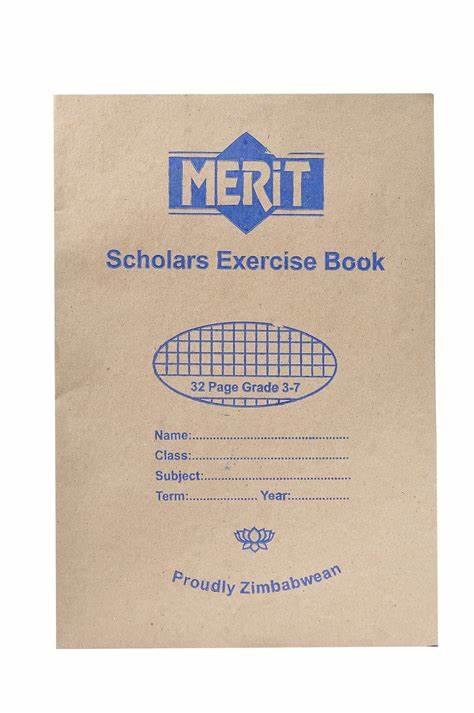 MERiT
Scholars Exercise Book
32 Page Grade 3-7
Name:..............................................
Class:..............................................
Subject:...........................................
Term:.................... Year:.................
Proudly Zimbabwean